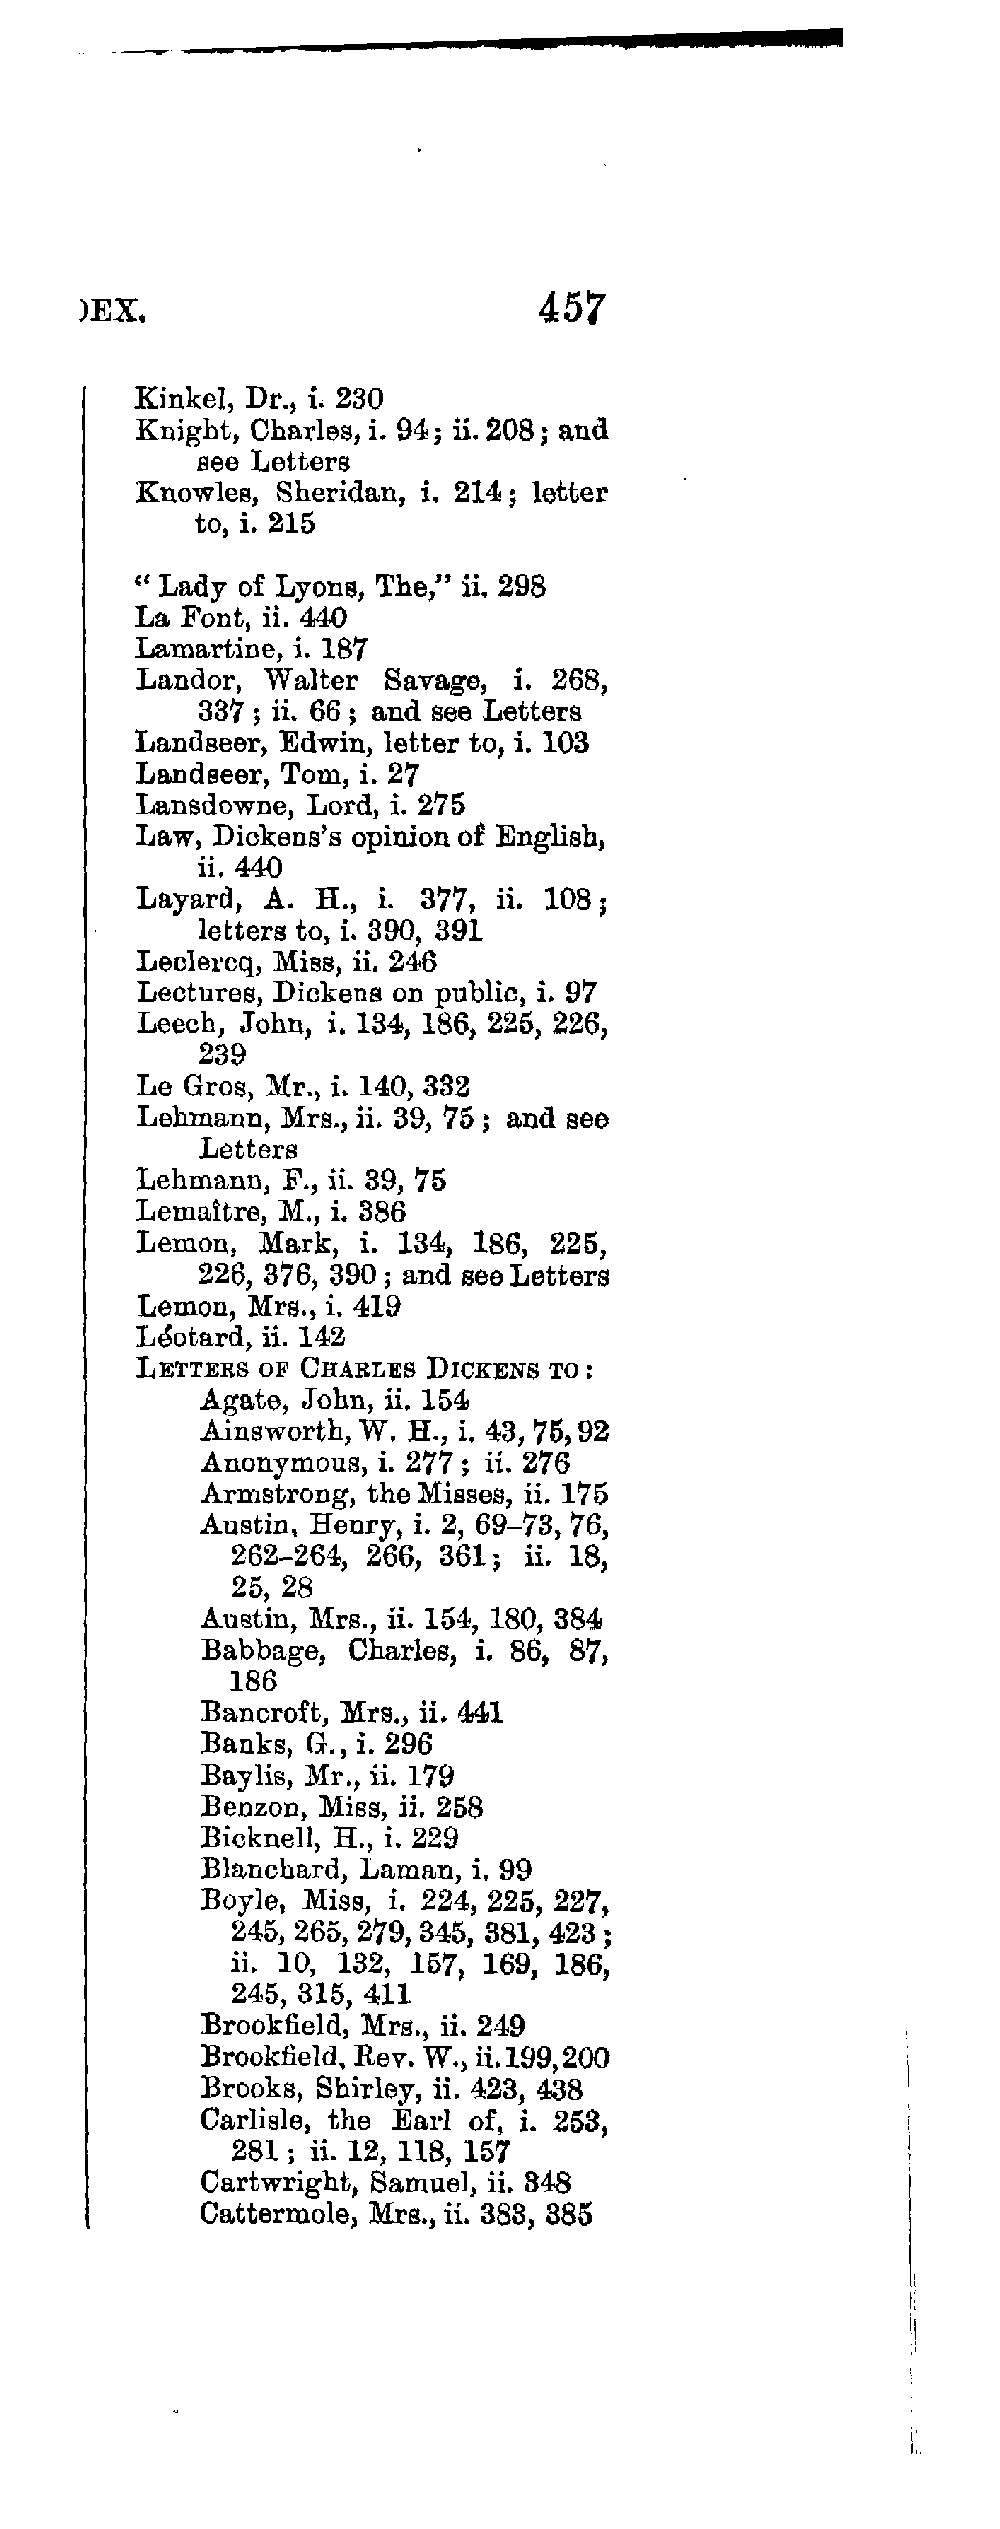 )EX. 457
Kinkel, Dr., i. 230
Knight, Charles, i. 94; ii. 208; and
see Letters
Knowles, Sheridan, i. 214; letter
to, i. 215
“Lady of Lyons, The,” ii. 298
La Font, ii. 440
Lamartine, i. 187
Landor, Walter Savage, i. 268,
337; ii. 66; and see Letters
Landseer, Edwin, letter to, i. 103
Landseer, Tom, i. 27
Lansdowne, Lord, i. 275
Law, Dickens’s opinion of English,
ii. 440
Layard, A. H., i. 377, ii. 108;
letters to, i. 390, 391
Leclercq, Miss, ii. 246
Lectures, Dickens on public, i. 97
Leech, John, i. 134, 186, 225, 226,
239
Le Gros, Mr., i. 140, 332
Lehmann, Mrs., ii. 39, 75; and see
Letters
Lehmann, F., ii. 39, 75
Lemaître, M., i. 386
Lemon, Mark, i. 134, 186, 225,
226, 376, 390; and see Letters
Lemon, Mrs., i. 419
Léotard, ii. 142
LETTERS OF CHARLES DICKENS TO:
Agate, John, ii. 154
Ainsworth, W. H., i. 43, 75, 92
Anonymous, i. 277; ii. 276
Armstrong, the Misses, ii. 175
Austin, Henry, i. 2, 69–73, 76,
262–264, 266, 361; ii. 18,
25, 28
Austin, Mrs., ii. 154, 180, 384
Babbage, Charles, i. 86, 87,
186
Bancroft, Mrs., ii. 441
Banks, G., i. 296
Baylis, Mr., ii. 179
Benzon, Miss, ii. 258
Bicknell, H., i. 229
Blanchard, Laman, i. 99
Boyle, Miss, i. 224, 225, 227,
245, 265, 279, 345, 381, 423;
ii. 10, 132, 157, 169, 186,
245, 315, 411
Brookfield, Mrs., ii. 249
Brookfield, Rev. W., ii. 199, 200
Brooks, Shirley, ii. 423, 438
Carlisle, the Earl of, i. 253,
281; ii. 12, 118, 157
Cartwright, Samuel, ii. 348
Cattermole, Mrs., ii. 383, 385